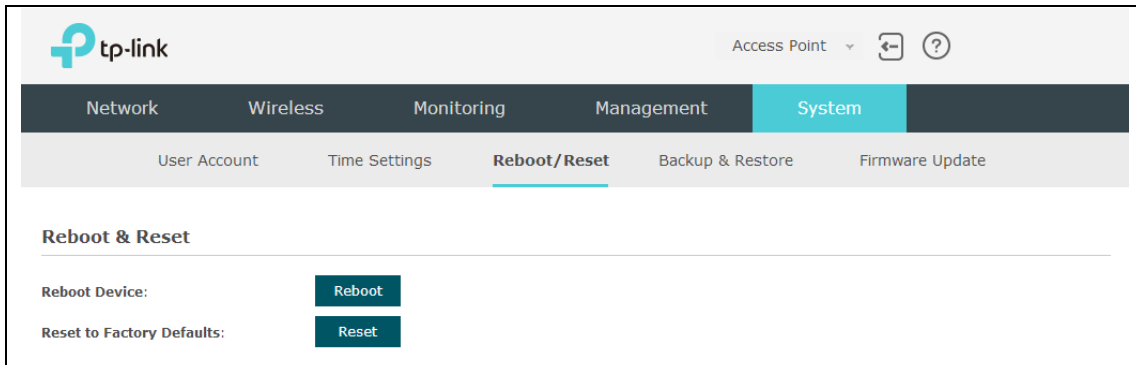 tp-link
Access Point
Network Wireless Monitoring Management System
User Account Time Settings Reboot/Reset Backup & Restore Firmware Update
Reboot & Reset
Reboot Device: Reboot
Reset to Factory Defaults: Reset